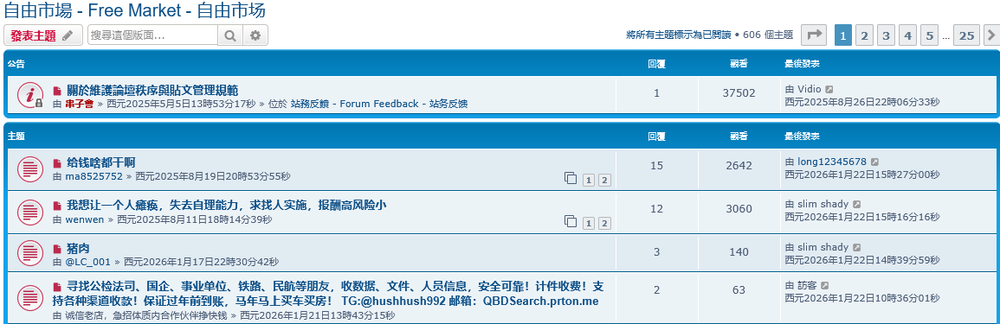 自由市場 - Free Market - 自由市场
發表主題 搜尋這個版面… 將所有主題標示為已閱讀 • 606 個主題 1 2 3 4 5 … 25
公告 回覆 觀看 最後發表
關於維護論壇秩序與貼文管理規範 1 37502 由 Vidio
由 串子會 » 西元2025年5月5日13時53分17秒 » 位於 站務反饋 - Forum Feedback - 站务反馈 西元2025年8月26日22時06分33秒
主題 回覆 觀看 最後發表
给钱啥都干啊 15 2642 由 long12345678
由 ma8525752 » 西元2025年8月19日20時53分55秒 1 2 西元2026年1月22日15時27分00秒
我想让一个人瘫痪，失去自理能力，求找人实施，报酬高风险小 12 3060 由 slim shady
由 wenwen » 西元2025年8月11日18時14分39秒 1 2 西元2026年1月22日15時16分16秒
猪肉 3 140 由 slim shady
由 @LC_001 » 西元2026年1月17日22時30分42秒 西元2026年1月22日14時39分59秒
寻找公检法司、国企、事业单位、铁路、民航等朋友，收数据、文件、人员信息，安全可靠！计件收费！支 2 63 由 訪客
持各种渠道收款！保证过年前到账，马年马上买车买房！ TG:@hushhush992 邮箱：QBDSearch.prton.me 西元2026年1月22日10時36分01秒
由 诚信老店，急招体质内合作伙伴挣快钱 » 西元2026年1月21日13時43分15秒